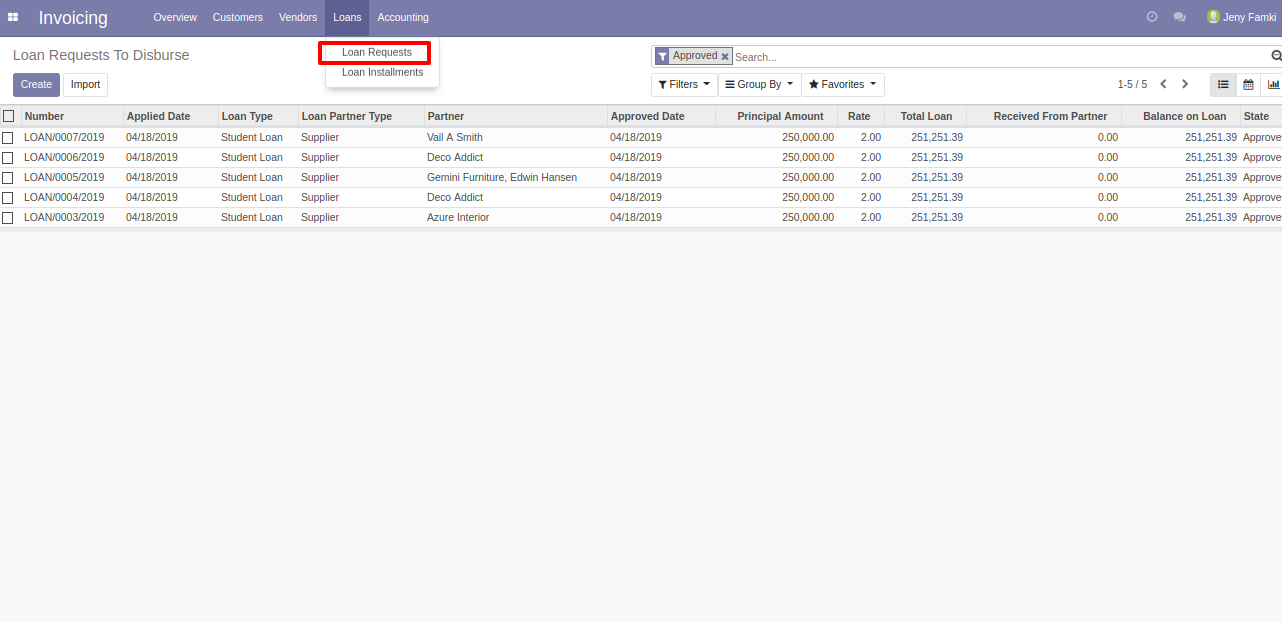 Invoicing Overview Customers Vendors Loans Accounting Jeny Famki
Loan Requests
Loan Installments
Loan Requests To Disburse
Approved Search...
Create Import
Filters Group By Favorites 1-5 / 5
Number Applied Date Loan Type Loan Partner Type Partner Approved Date Principal Amount Rate Total Loan Received From Partner Balance on Loan State
LOAN/0007/2019 04/18/2019 Student Loan Supplier Vail A Smith 04/18/2019 250,000.00 2.00 251,251.39 0.00 251,251.39 Approve
LOAN/0006/2019 04/18/2019 Student Loan Supplier Deco Addict 04/18/2019 250,000.00 2.00 251,251.39 0.00 251,251.39 Approve
LOAN/0005/2019 04/18/2019 Student Loan Supplier Gemini Furniture, Edwin Hansen 04/18/2019 250,000.00 2.00 251,251.39 0.00 251,251.39 Approve
LOAN/0004/2019 04/18/2019 Student Loan Supplier Deco Addict 04/18/2019 250,000.00 2.00 251,251.39 0.00 251,251.39 Approve
LOAN/0003/2019 04/18/2019 Student Loan Supplier Azure Interior 04/18/2019 250,000.00 2.00 251,251.39 0.00 251,251.39 Approve